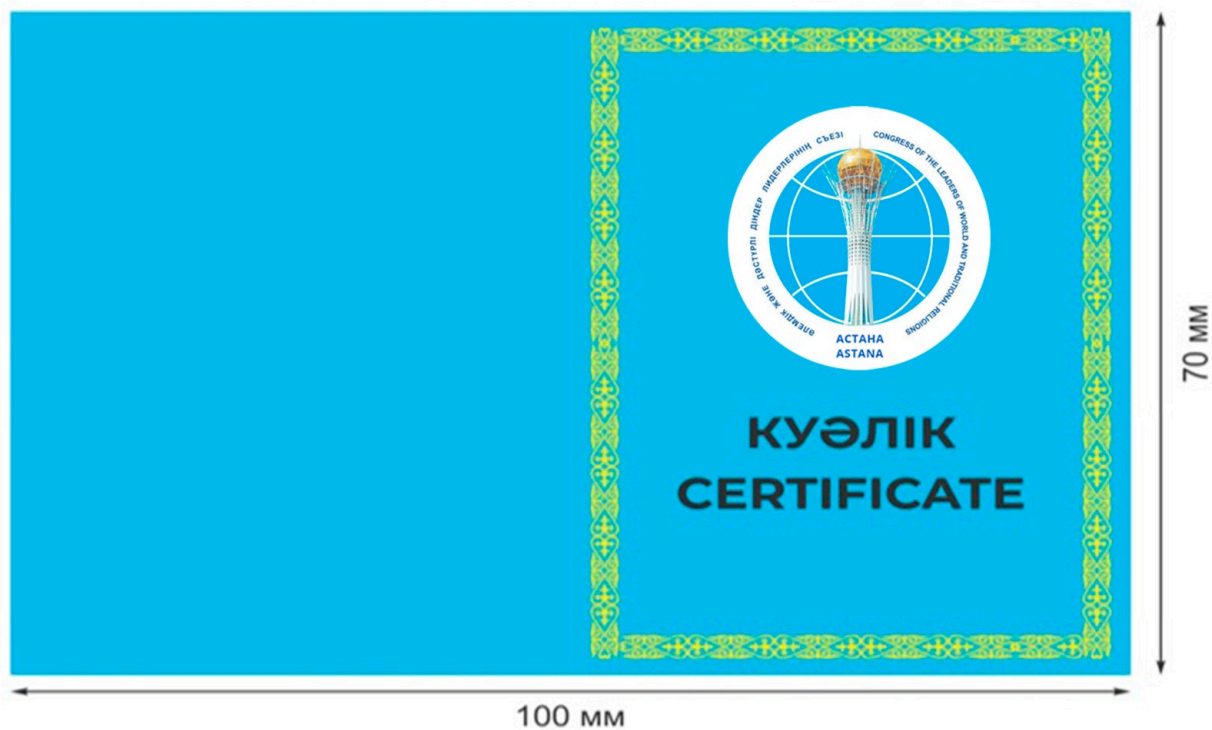 ӘЛЕМДІК ЖӘНЕ ДӘСТҮРЛІ ДІНДЕР ЛИДЕРЛЕРІНІҢ СЪЕЗІ
CONGRESS OF THE LEADERS OF WORLD AND TRADITIONAL RELIGIONS
АСТАНА
ASTANA
КУӘЛІК
CERTIFICATE
70 мм
100 мм